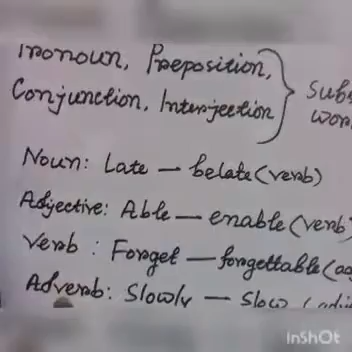 Pronoun, Preposition,
Conjunction, Interjection
Noun: Late — belate (verb)
Adjective: Able — enable (verb)
Verb : Forget — forgettable (
Adverb: Slowly — Slow (
InShOt